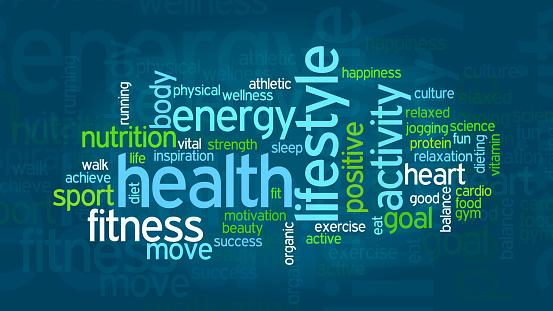 happiness
athletic
culture
body
physical
wellness
running
energy
lifestyle
activity
relaxed
jogging
science
nutrition
vital
strength
sleep
positive
protein
fun
dieting
vitamin
walk
life
inspiration
relaxation
achieve
health
heart
sport
diet
fit
good
balance
cardio
food
gym
fitness
motivation
beauty
organic
exercise
eat
goal
move
success
active